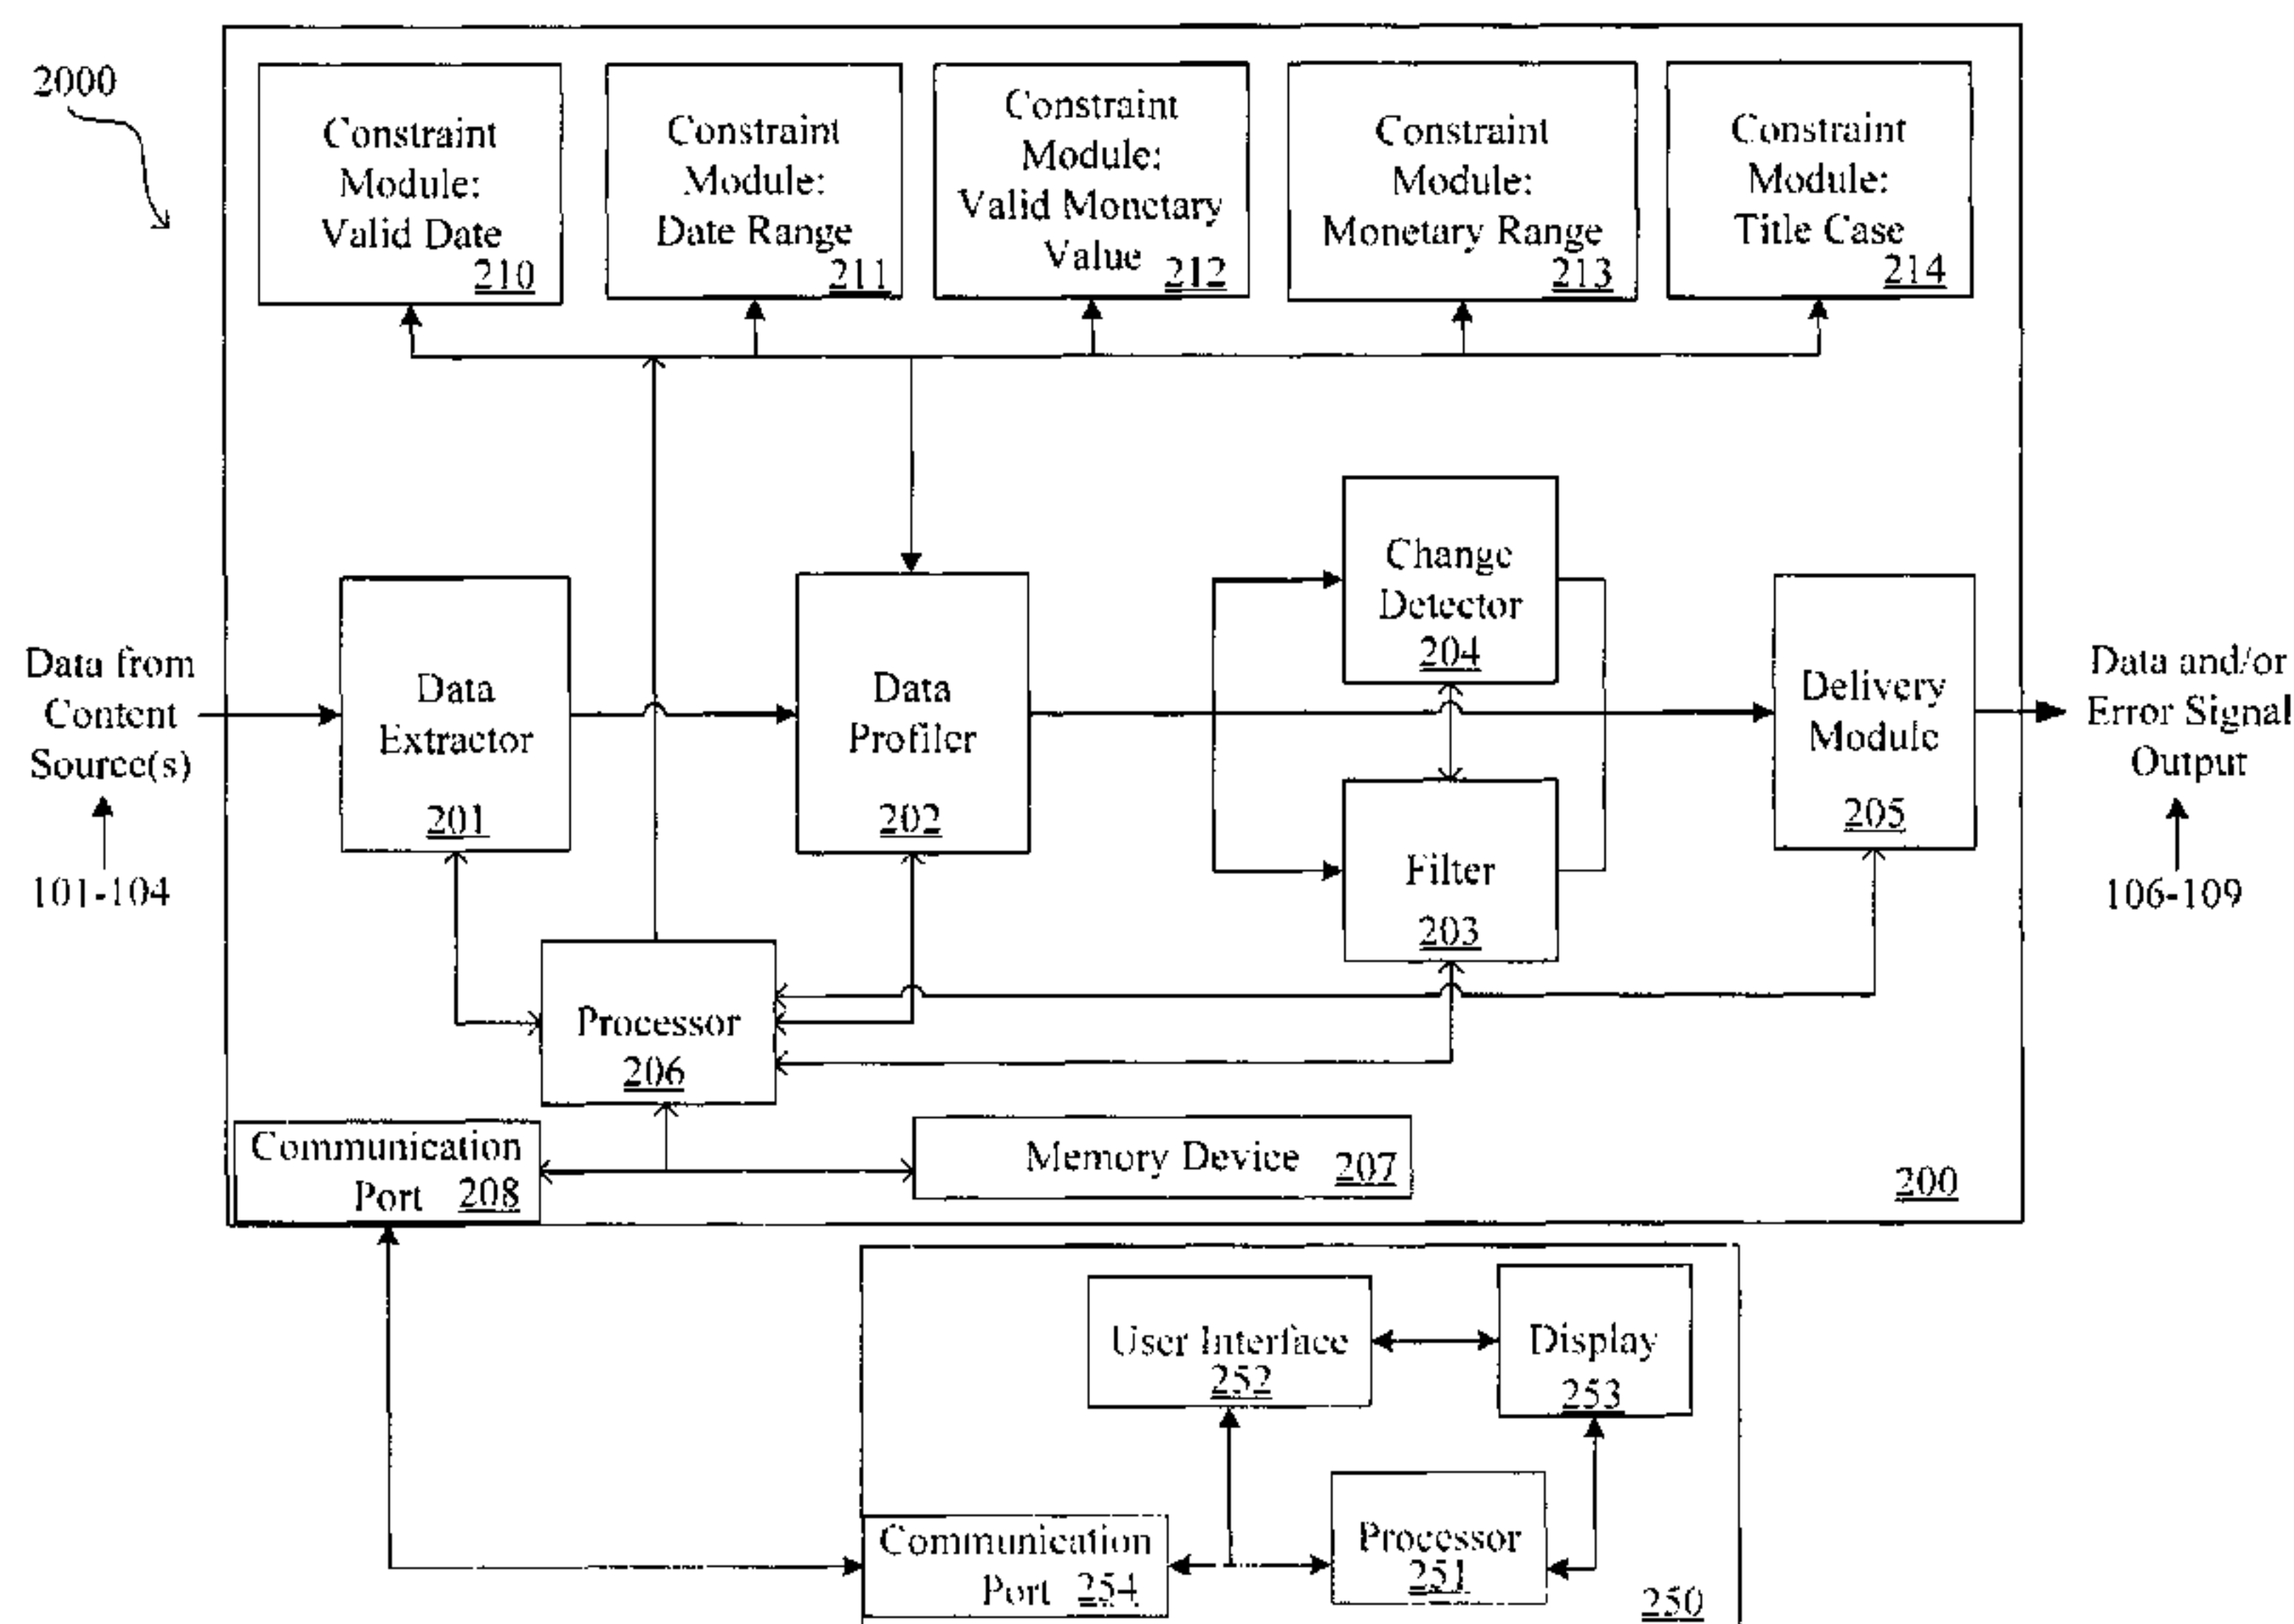 2000
Constraint
Module:
Valid Date
210
Constraint
Module:
Date Range
211
Constraint
Module:
Valid Monetary
Value
212
Constraint
Module:
Monetary Range
213
Constraint
Module:
Title Case
214
Data from
Content
Source(s)
101-104
Data
Extractor
201
Data
Profiler
202
Change
Detector
204
Filter
203
Delivery
Module
205
Data and/or
Error Signal
Output
106-109
Processor
206
Communication
Port 208
Memory Device 207
200
User Interface
252
Display
253
Communication
Port 254
Processor
251
250